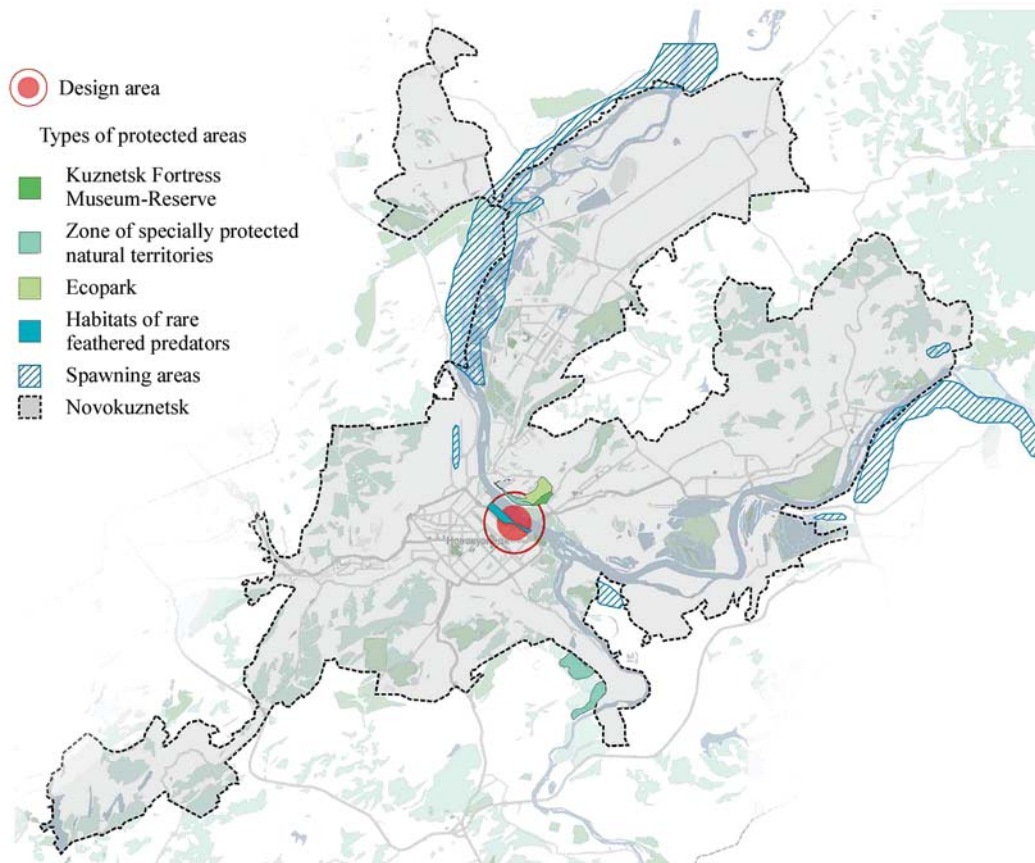 Design area
Types of protected areas
Kuznetsk Fortress
Museum-Reserve
Zone of specially protected
natural territories
Ecopark
Habitats of rare
feathered predators
Spawning areas
Novokuznetsk